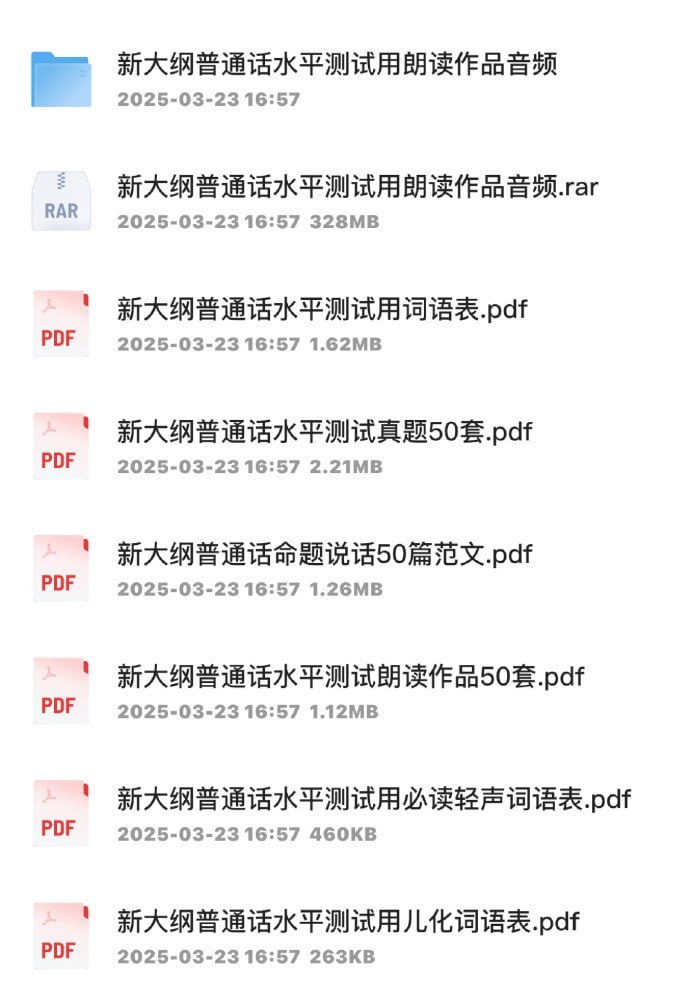 新大纲普通话水平测试用朗读作品音频
2025-03-23 16:57
RAR
新大纲普通话水平测试用朗读作品音频.rar
2025-03-23 16:57 328MB
PDF
新大纲普通话水平测试用词语表.pdf
2025-03-23 16:57 1.62MB
PDF
新大纲普通话水平测试真题50套.pdf
2025-03-23 16:57 2.21MB
PDF
新大纲普通话命题说话50篇范文.pdf
2025-03-23 16:57 1.26MB
PDF
新大纲普通话水平测试朗读作品50套.pdf
2025-03-23 16:57 1.12MB
PDF
新大纲普通话水平测试用必读轻声词语表.pdf
2025-03-23 16:57 460KB
PDF
新大纲普通话水平测试用儿化词语表.pdf
2025-03-23 16:57 263KB